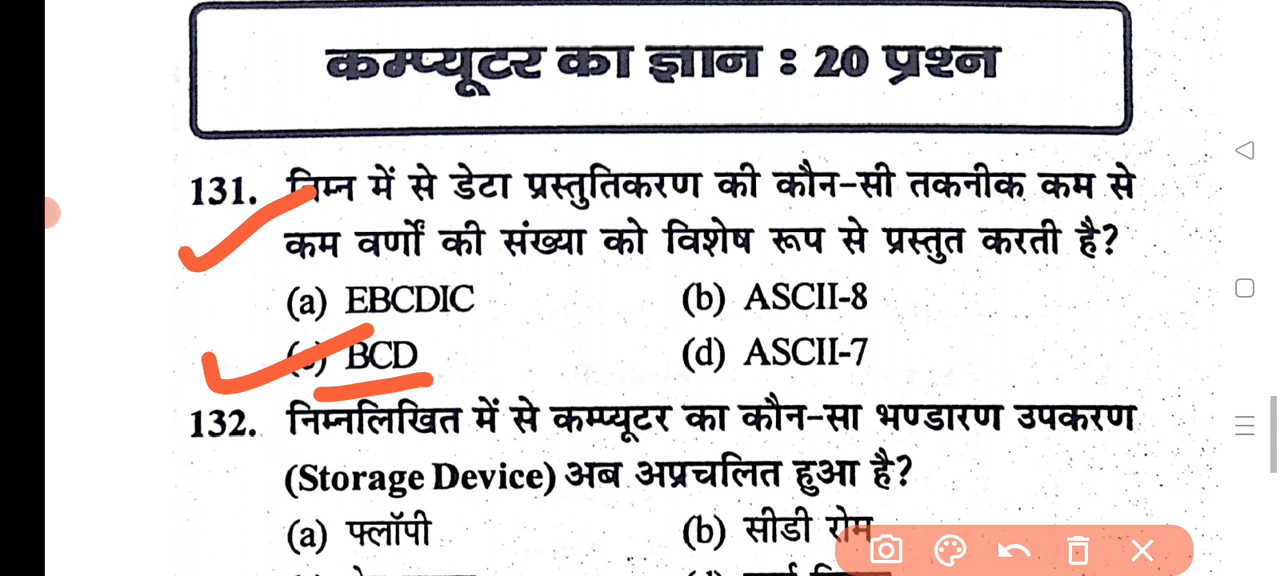 कम्प्यूटर का ज्ञान : 20 प्रश्न
131. निम्न में से डेटा प्रस्तुतिकरण की कौन-सी तकनीक कम से
कम वर्णों की संख्या को विशेष रूप से प्रस्तुत करती है?
(a) EBCDIC (b) ASCII-8
(c) BCD (d) ASCII-7
132. निम्नलिखित में से कम्प्यूटर का कौन-सा भण्डारण उपकरण
(Storage Device) अब अप्रचलित हुआ है?
(a) फ्लॉपी (b) सीडी रोम